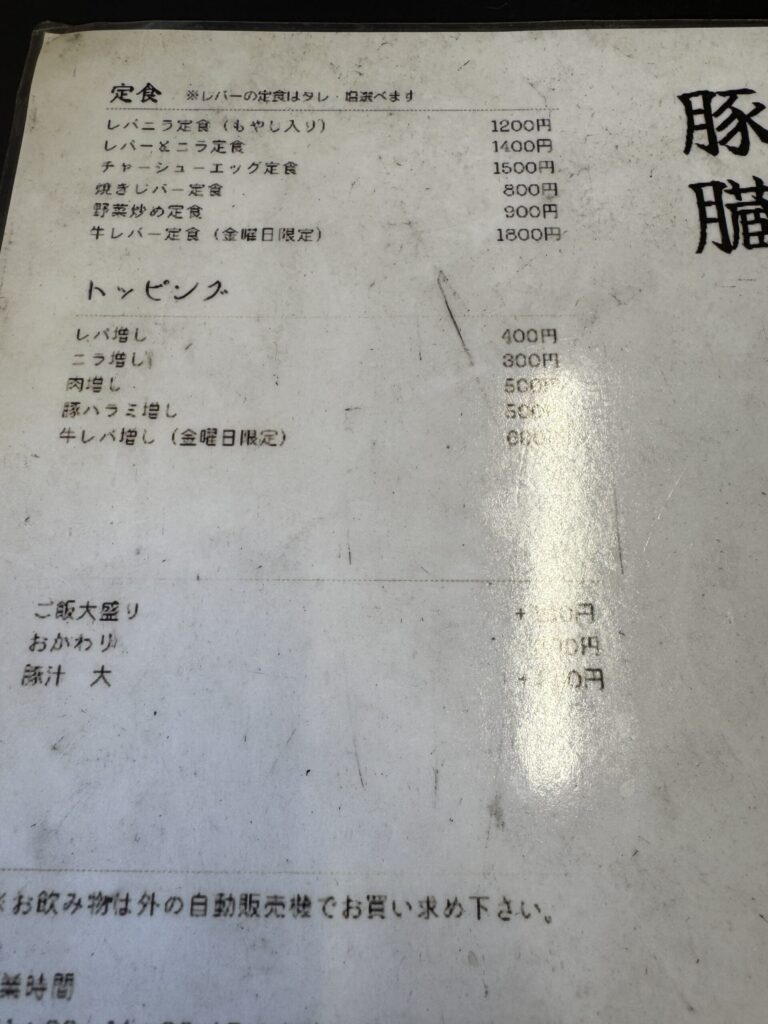 定食 ※レバーの定食はタレ・塩選べます
レバニラ定食（もやし入り） 1200円
レバーとニラ定食 1400円
チャーシューエッグ定食 1500円
焼きレバー定食 800円
野菜炒め定食 900円
牛レバー定食（金曜日限定） 1800円
トッピング
レバ増し 400円
ニラ増し 300円
肉増し
豚ハラミ増し
牛レバ増し（金曜日限定）
ご飯大盛り
おかわり
豚汁 大
※お飲み物は外の自動販売機でお買い求め下さい。
業時間
豚
臓